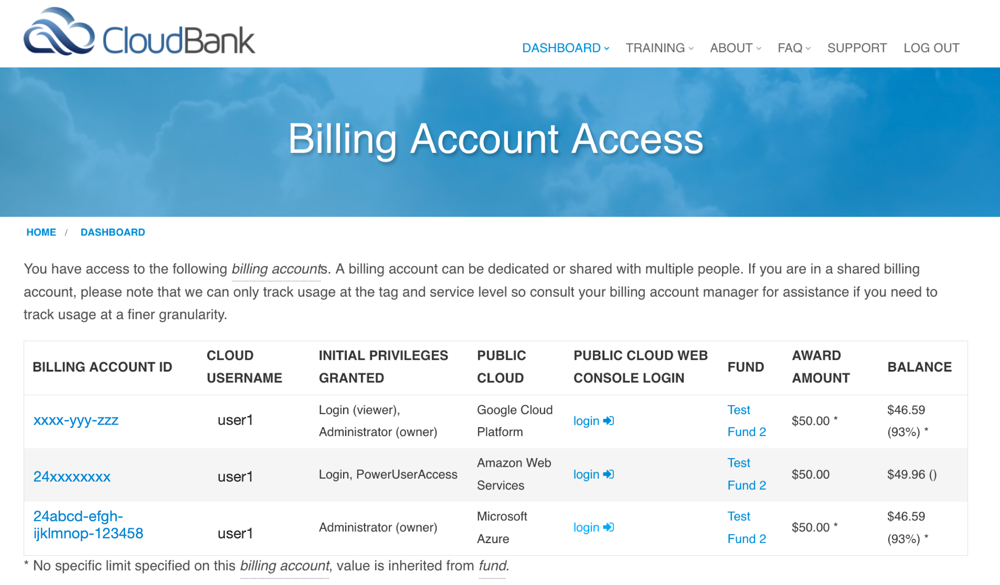 CloudBank
DASHBOARD TRAINING ABOUT FAQ SUPPORT LOG OUT
Billing Account Access
HOME / DASHBOARD
You have access to the following billing accounts. A billing account can be dedicated or shared with multiple people. If you are in a shared billing
account, please note that we can only track usage at the tag and service level so consult your billing account manager for assistance if you need to
track usage at a finer granularity.
BILLING ACCOUNT ID
CLOUD
USERNAME
INITIAL PRIVILEGES
GRANTED
PUBLIC
CLOUD
PUBLIC CLOUD WEB
CONSOLE LOGIN
FUND
AWARD
AMOUNT
BALANCE
xxxx-yyy-zzz
user1
Login (viewer),
Administrator (owner)
Google Cloud
Platform
login
Test
Fund 2
$50.00 *
$46.59
(93%) *
24xxxxxxxx
user1
Login, PowerUserAccess
Amazon Web
Services
login
Test
Fund 2
$50.00
$49.96 ()
24abcd-efgh-
ijklmnop-123458
user1
Administrator (owner)
Microsoft
Azure
login
Test
Fund 2
$50.00 *
$46.59
(93%) *
* No specific limit specified on this billing account, value is inherited from fund.